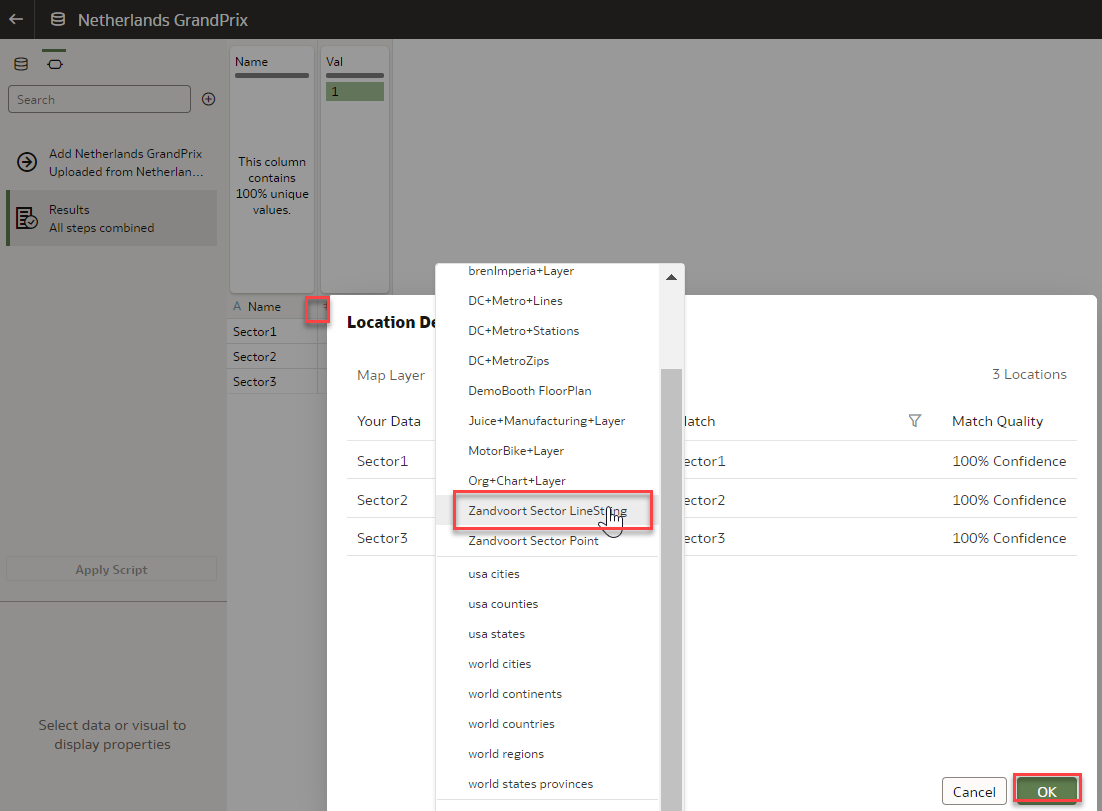 Netherlands GrandPrix
Search
Add Netherlands GrandPrix
Uploaded from Netherlan...
Results
All steps combined
Apply Script
Select data or visual to
display properties
Name
This column
contains
100% unique
values.
Val
1
A Name
Sector1
Sector2
Sector3
Location De
Map Layer
3 Locations
Your Data
latch
Match Quality
Sector1
ector1
100% Confidence
Sector2
ector2
100% Confidence
Sector3
ector3
100% Confidence
brenImperia+Layer
DC+Metro+Lines
DC+Metro+Stations
DC+MetroZips
DemoBooth FloorPlan
Juice+Manufacturing+Layer
MotorBike+Layer
Org+Chart+Layer
Zandvoort Sector LineString
Zandvoort Sector Point
usa cities
usa counties
usa states
world cities
world continents
world countries
world regions
world states provinces
Cancel
OK